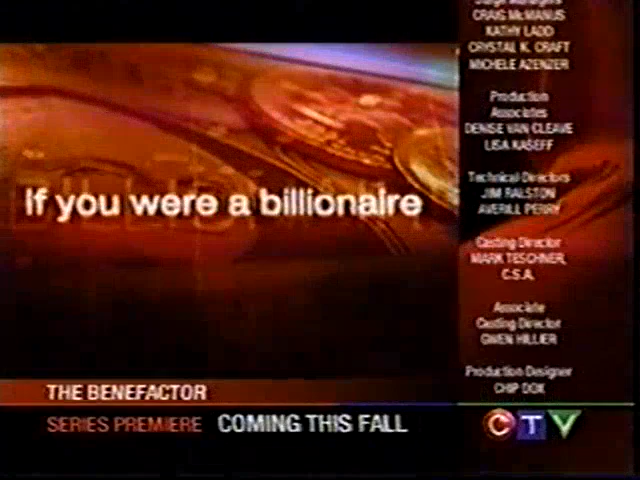 If you were a billionaire
THE BENEFACTOR
SERIES PREMIERE COMING THIS FALL
CRAIG McMANUS
KATHY LADD
CRYSTAL K. CRAFT
MICHELE AZENZER
Production
Associates
DENISE VAN CLEAVE
LISA KASEFF
Technical Directors
JIM RALSTON
AVERILL PERRY
Casting Director
MARK TESCHNER,
C.S.A.
Associate
Casting Director
GWEN HILLIER
Production Designer
CHIP DOX
CTV